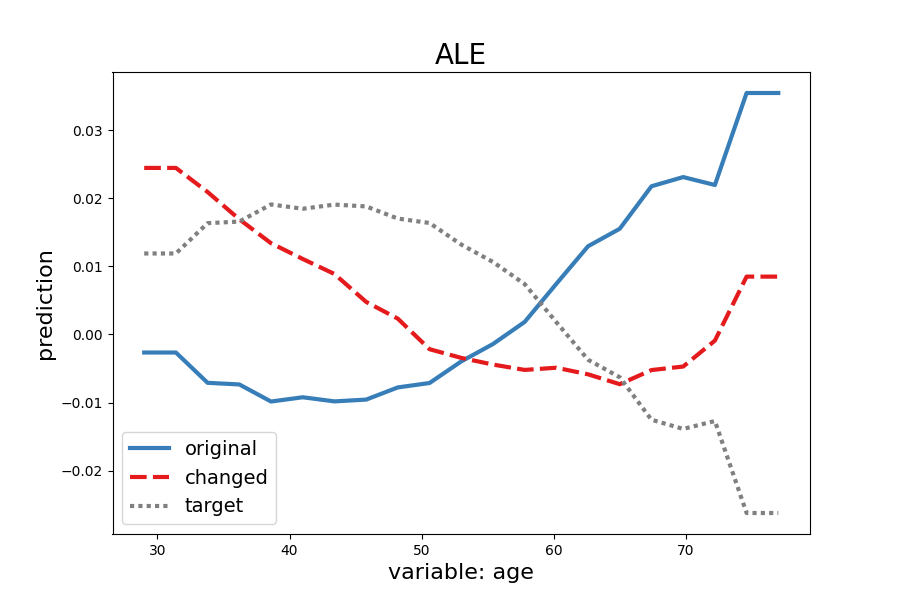 ALE
prediction
0.03
0.02
0.01
0.00
−0.01
−0.02
original
changed
target
30 40 50 60 70
variable: age